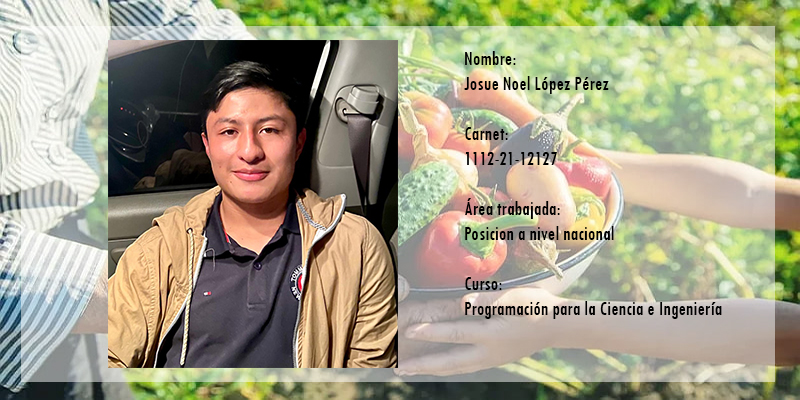 Nombre:
Josue Noel López Pérez
Carnet:
1112-21-12127
Área trabajada:
Posicion a nivel nacional
Curso:
Programación para la Ciencia e Ingeniería